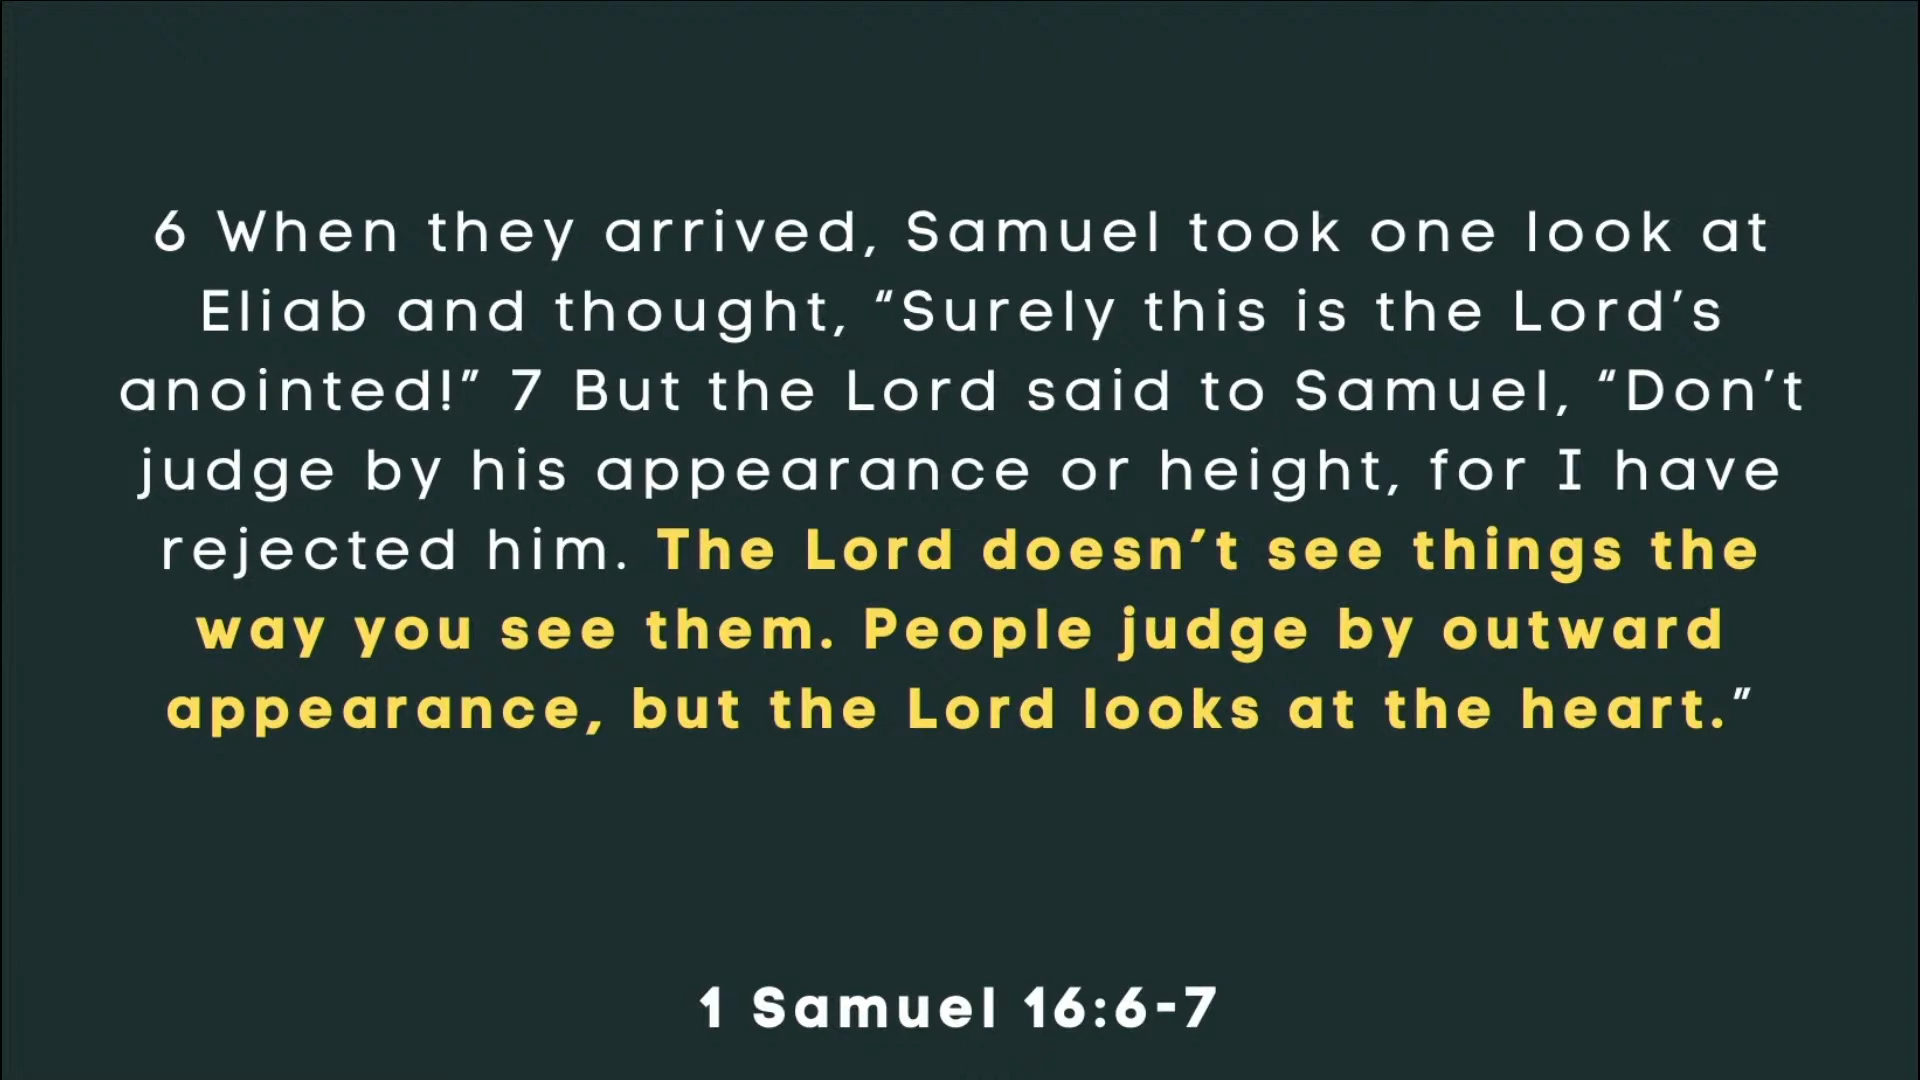 6 When they arrived, Samuel took one look at
Eliab and thought, “Surely this is the Lord’s
anointed!” 7 But the Lord said to Samuel, “Don’t
judge by his appearance or height, for I have
rejected him. The Lord doesn’t see things the
way you see them. People judge by outward
appearance, but the Lord looks at the heart.”
1 Samuel 16:6-7